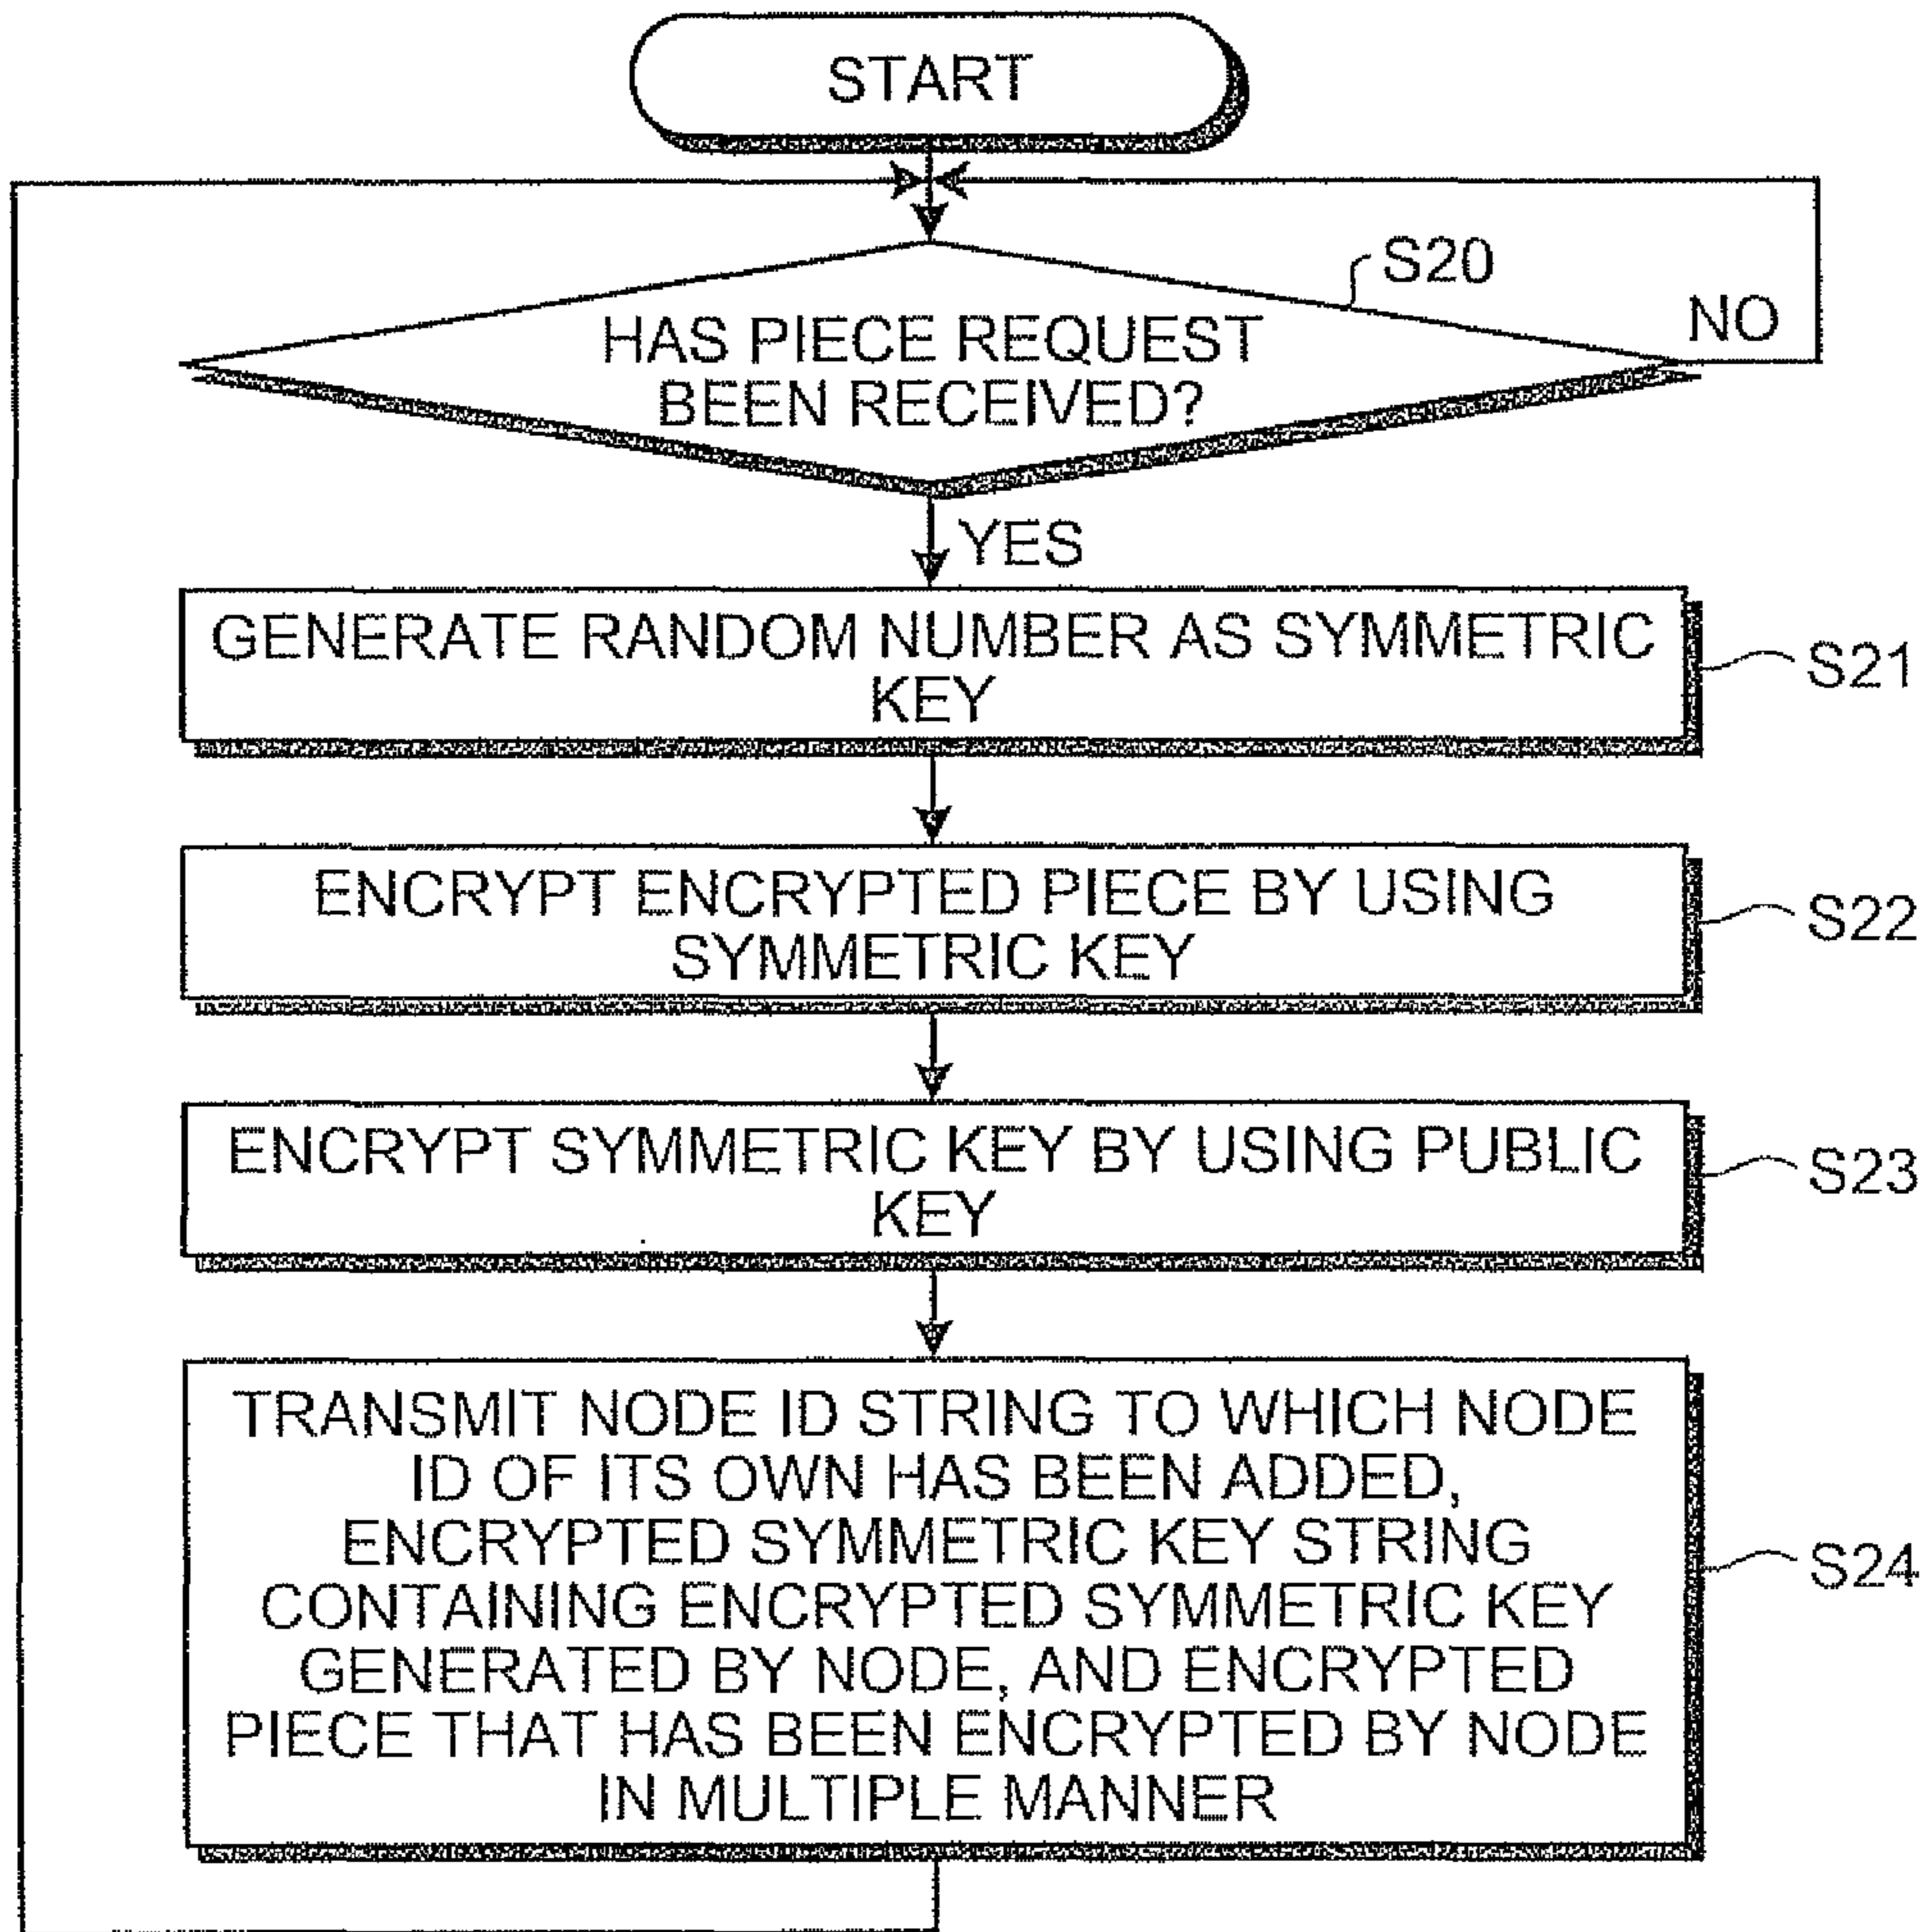 START
S20
NO
HAS PIECE REQUEST
BEEN RECEIVED?
YES
GENERATE RANDOM NUMBER AS SYMMETRIC
KEY
S21
ENCRYPT ENCRYPTED PIECE BY USING
SYMMETRIC KEY
S22
ENCRYPT SYMMETRIC KEY BY USING PUBLIC
KEY
S23
TRANSMIT NODE ID STRING TO WHICH NODE
ID OF ITS OWN HAS BEEN ADDED,
ENCRYPTED SYMMETRIC KEY STRING
CONTAINING ENCRYPTED SYMMETRIC KEY
GENERATED BY NODE, AND ENCRYPTED
PIECE THAT HAS BEEN ENCRYPTED BY NODE
IN MULTIPLE MANNER
S24